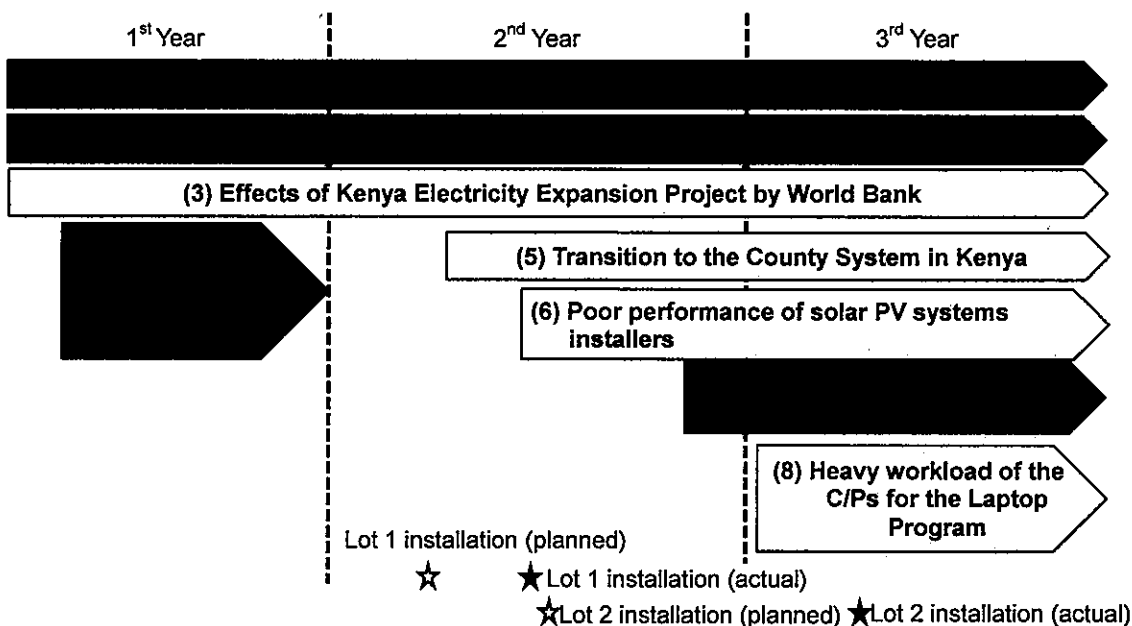 1st Year 2nd Year 3rd Year
(3) Effects of Kenya Electricity Expansion Project by World Bank
(5) Transition to the County System in Kenya
(6) Poor performance of solar PV systems
installers
(8) Heavy workload of the
C/Ps for the Laptop
Program
Lot 1 installation (planned)
Lot 1 installation (actual)
Lot 2 installation (planned) Lot 2 installation (actual)